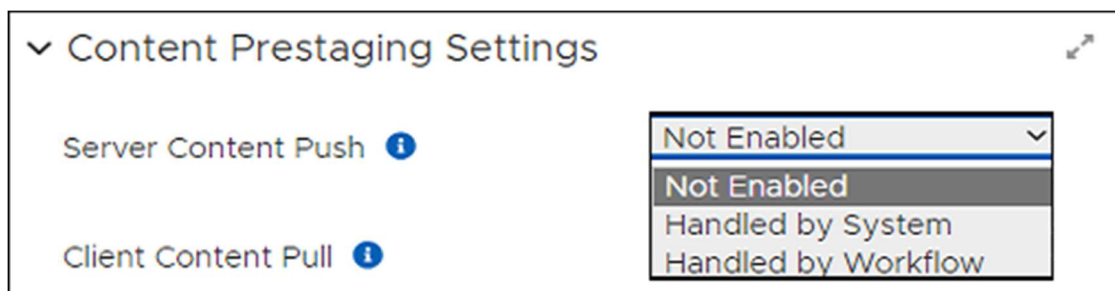 Content Prestaging Settings
Server Content Push
Not Enabled
Not Enabled
Handled by System
Handled by Workflow
Client Content Pull